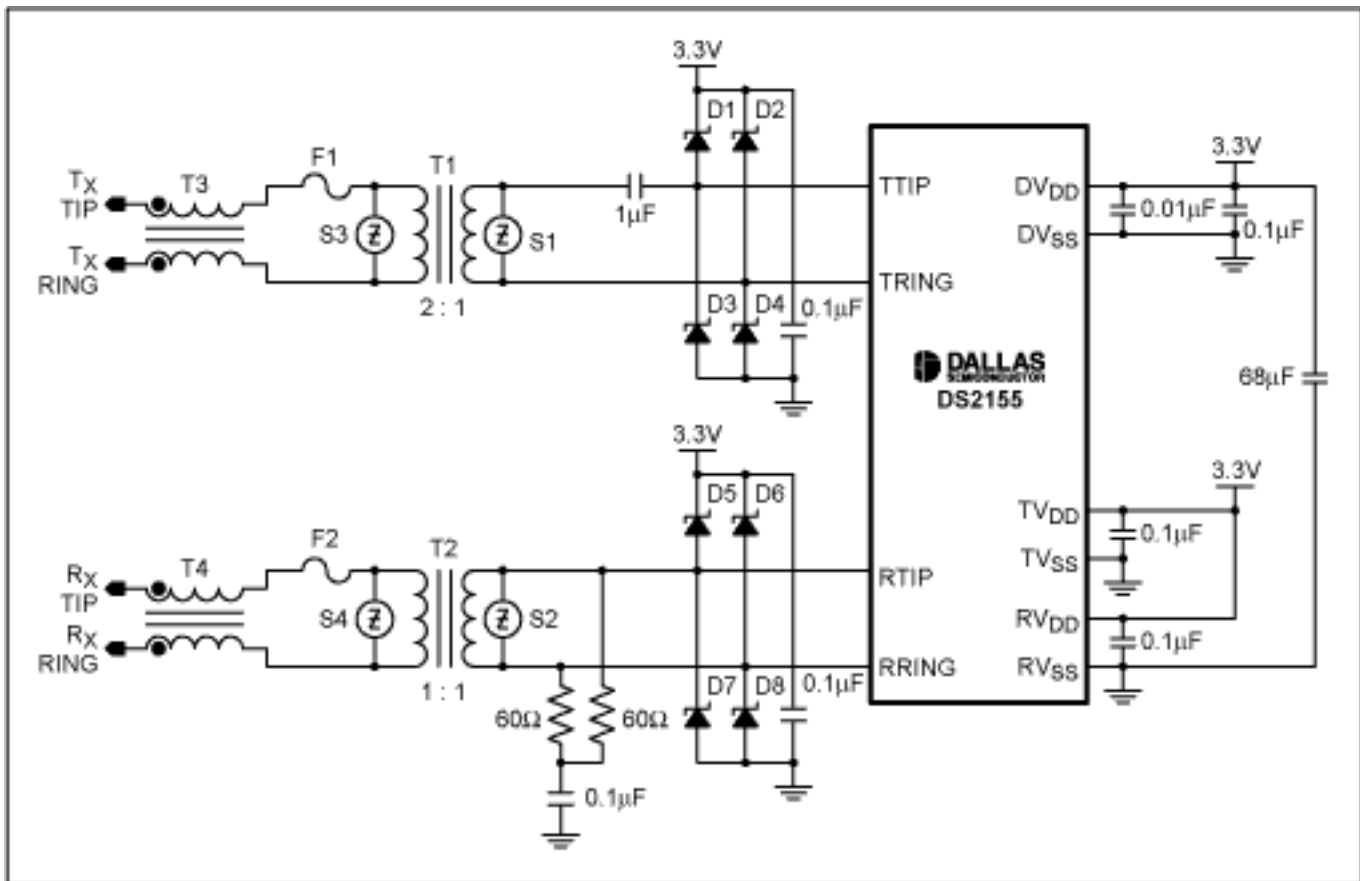 3.3V
D1 D2
F1
T1
T3
TX
TIP
S3
S1
1µF
TTIP
DVDD
3.3V
0.01µF
0.1µF
DVSS
TX
RING
2 : 1
TRING
D3 D4
0.1µF
DALLAS
SEMICONDUCTOR
DS2155
68µF
3.3V
D5 D6
3.3V
TVDD
0.1µF
TVSS
F2
T2
T4
RX
TIP
S4
S2
RTIP
RVDD
0.1µF
RVSS
RX
RING
1 : 1
RRING
D7 D8
0.1µF
60Ω
60Ω
0.1µF